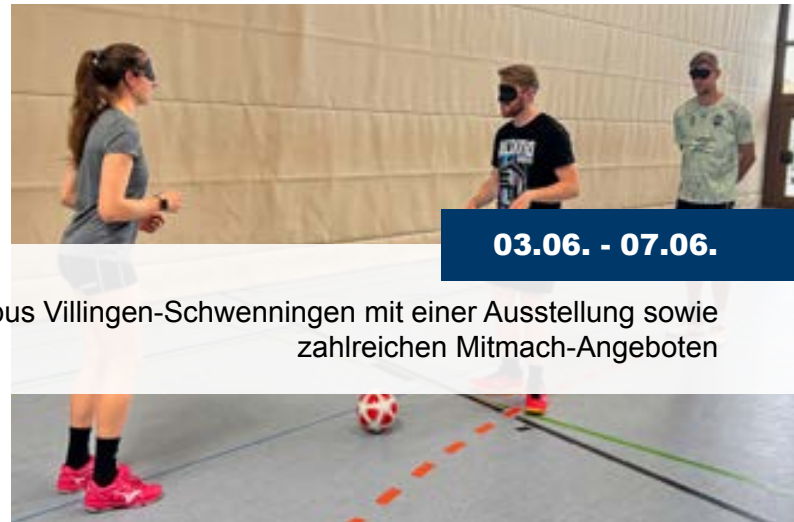 03.06. - 07.06.
Villingen-Schwenningen mit einer Ausstellung sowie
zahlreichen Mitmach-Angeboten